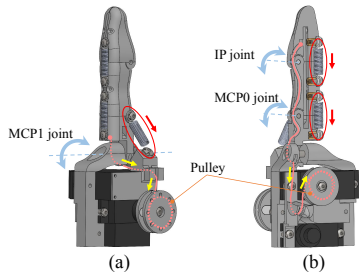 IP joint
MCP0 joint
MCP1 joint
Pulley
(a)
(b)